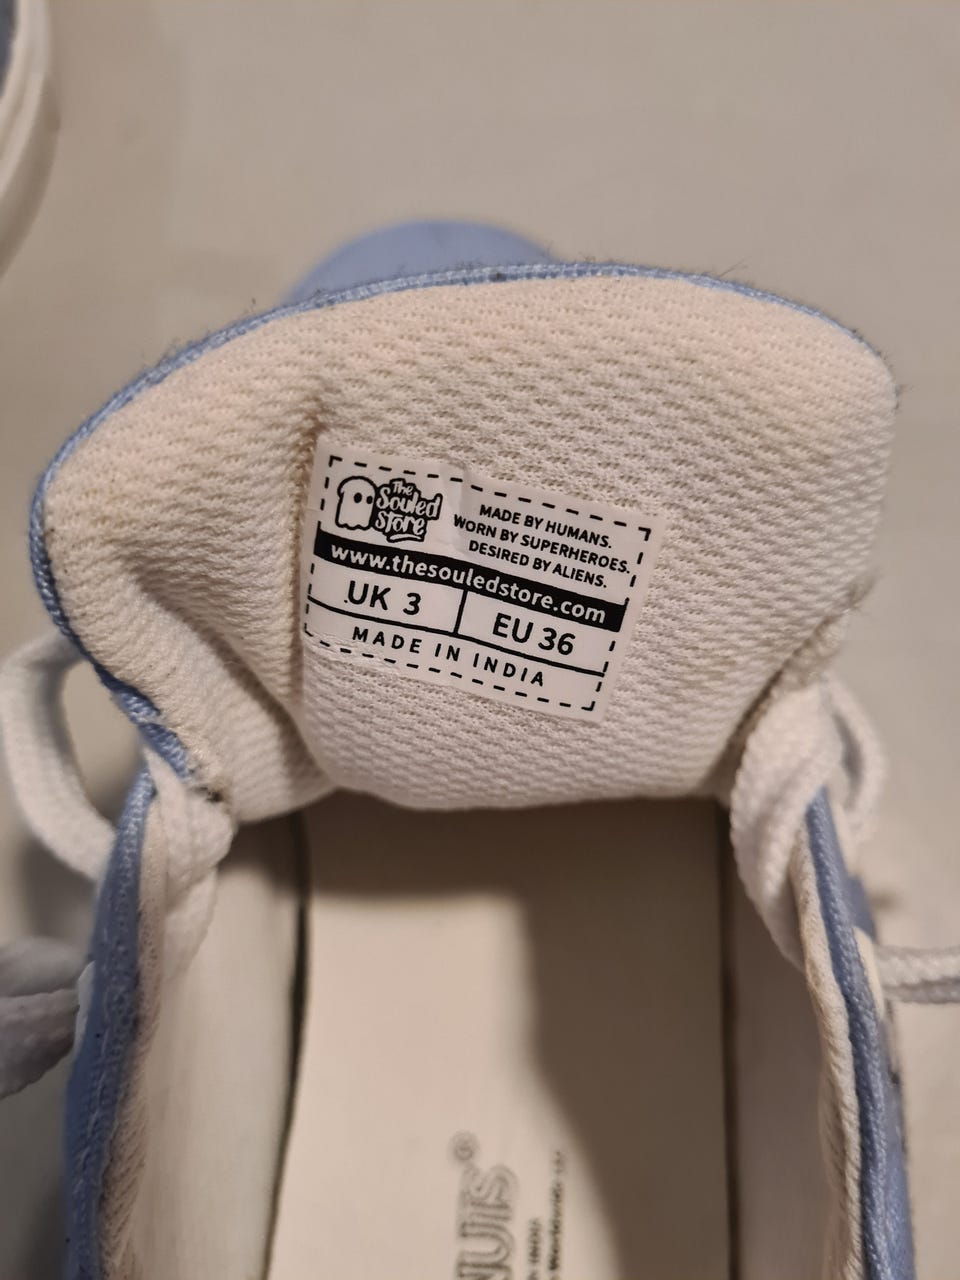 The
Souled
Store
MADE BY HUMANS.
WORN BY SUPERHEROES.
DESIRED BY ALIENS.
www.thesouledstore.com
UK 3
EU 36
MADE IN INDIA